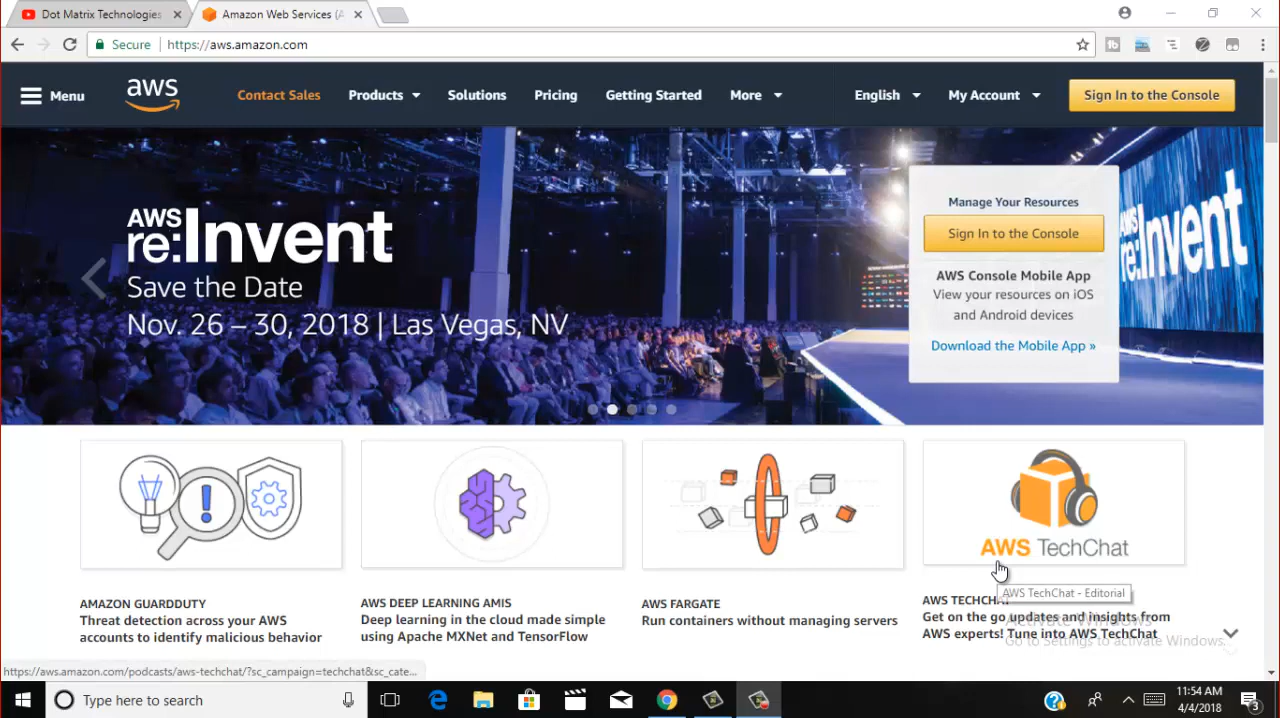 Dot Matrix Technologies
Amazon Web Services (A
Secure
https://aws.amazon.com
Menu
aws
Contact Sales
Products
Solutions
Pricing
Getting Started
More
English
My Account
Sign In to the Console
AWS
re:Invent
Save the Date
Nov. 26 – 30, 2018 | Las Vegas, NV
Manage Your Resources
Sign In to the Console
AWS Console Mobile App
View your resources on iOS
and Android devices
Download the Mobile App »
AWS
re:Invent
AWS TechChat
AWS TechChat - Editorial
AMAZON GUARDDUTY
Threat detection across your AWS
accounts to identify malicious behavior
AWS DEEP LEARNING AMIS
Deep learning in the cloud made simple
using Apache MXNet and TensorFlow
AWS FARGATE
Run containers without managing servers
AWS TECHCHAT
Get on the go updates and insights from
AWS experts! Tune into AWS TechChat
Activate Windows
Go to Settings to activate Windows.
https://aws.amazon.com/podcasts/aws-techchat/?sc_campaign=techchat&sc_cate...
Type here to search
11:54 AM
4/4/2018
3